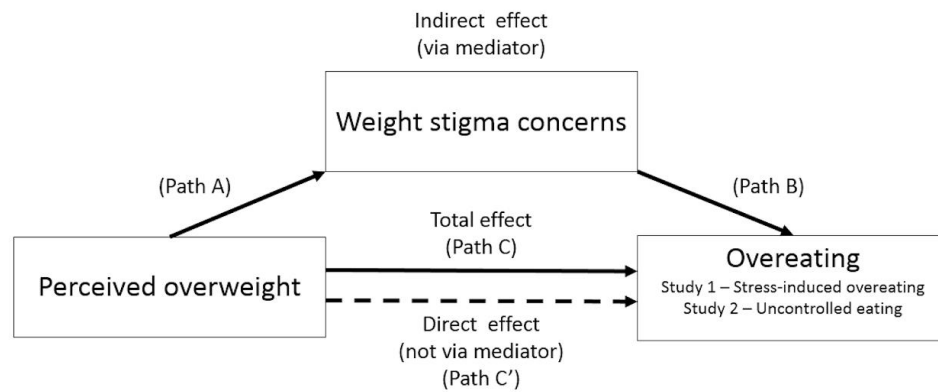 Indirect effect
(via mediator)
Weight stigma concerns
(Path A)
(Path B)
Total effect
(Path C)
Perceived overweight
Overeating
Study 1 – Stress-induced overeating
Study 2 – Uncontrolled eating
Direct effect
(not via mediator)
(Path C’)